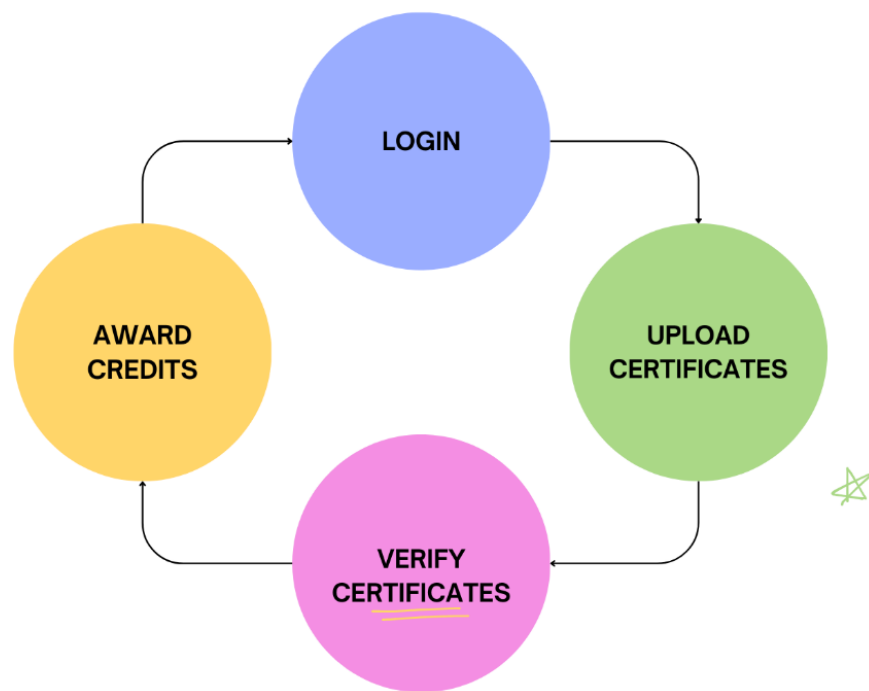 LOGIN
AWARD
CREDITS
UPLOAD
CERTIFICATES
VERIFY
CERTIFICATES